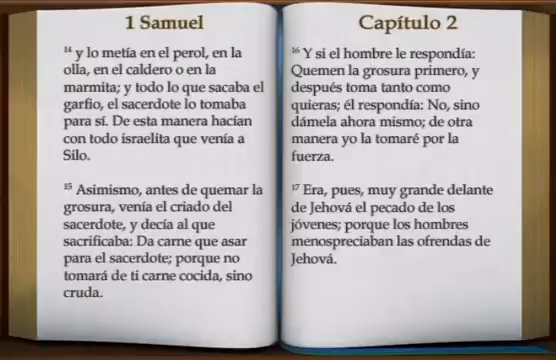 1 Samuel
14 y lo metía en el perol, en la
olla, en el caldero o en la
marmita; y todo lo que sacaba el
garfio, el sacerdote lo tomaba
para sí. De esta manera hacían
con todo israelita que venía a
Silo.
15 Asimismo, antes de quemar la
grosura, venía el criado del
sacerdote, y decía al que
sacrificaba: Da carne que asar
para el sacerdote; porque no
tomará de ti carne cocida, sino
cruda.
Capítulo 2
16 Y si el hombre le respondía:
Quemen la grosura primero, y
después toma tanto como
quieras; él respondía: No, sino
dámela ahora mismo; de otra
manera yo la tomaré por la
fuerza.
17 Era, pues, muy grande delante
de Jehová el pecado de los
jóvenes; porque los hombres
menospreciaban las ofrendas de
Jehová.